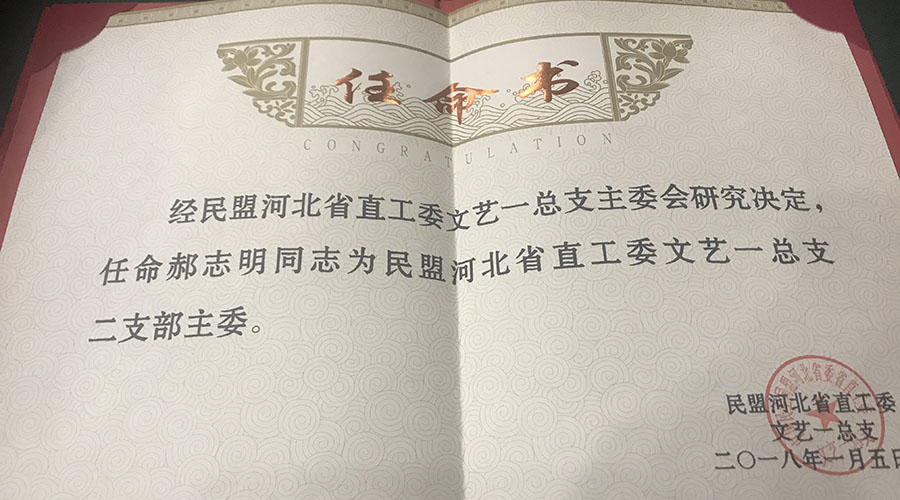 任命书
CONGRATULATION
经民盟河北省直工委文艺一总支主委会研究决定，
任命郝志明同志为民盟河北省直工委文艺一总支
二支部主委。
民盟河北省直工委
文艺一总支
二〇一八年一月五日